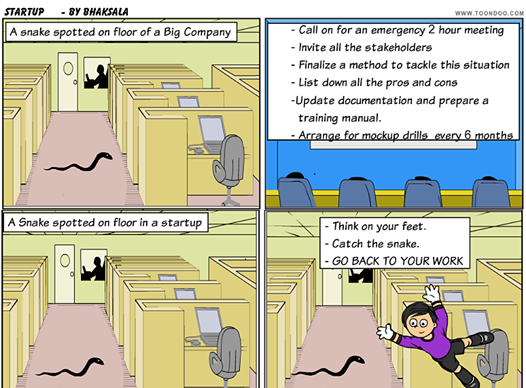 STARTUP - BY BHAKSALA
WWW.TOONDOO.COM
A snake spotted on floor of a Big Company
- Call on for an emergency 2 hour meeting
- Invite all the stakeholders
- Finalize a method to tackle this situation
- List down all the pros and cons
-Update documentation and prepare a
training manual.
- Arrange for mockup drills every 6 months
A Snake spotted on floor in a startup
- Think on your feet.
- Catch the snake.
- GO BACK TO YOUR WORK